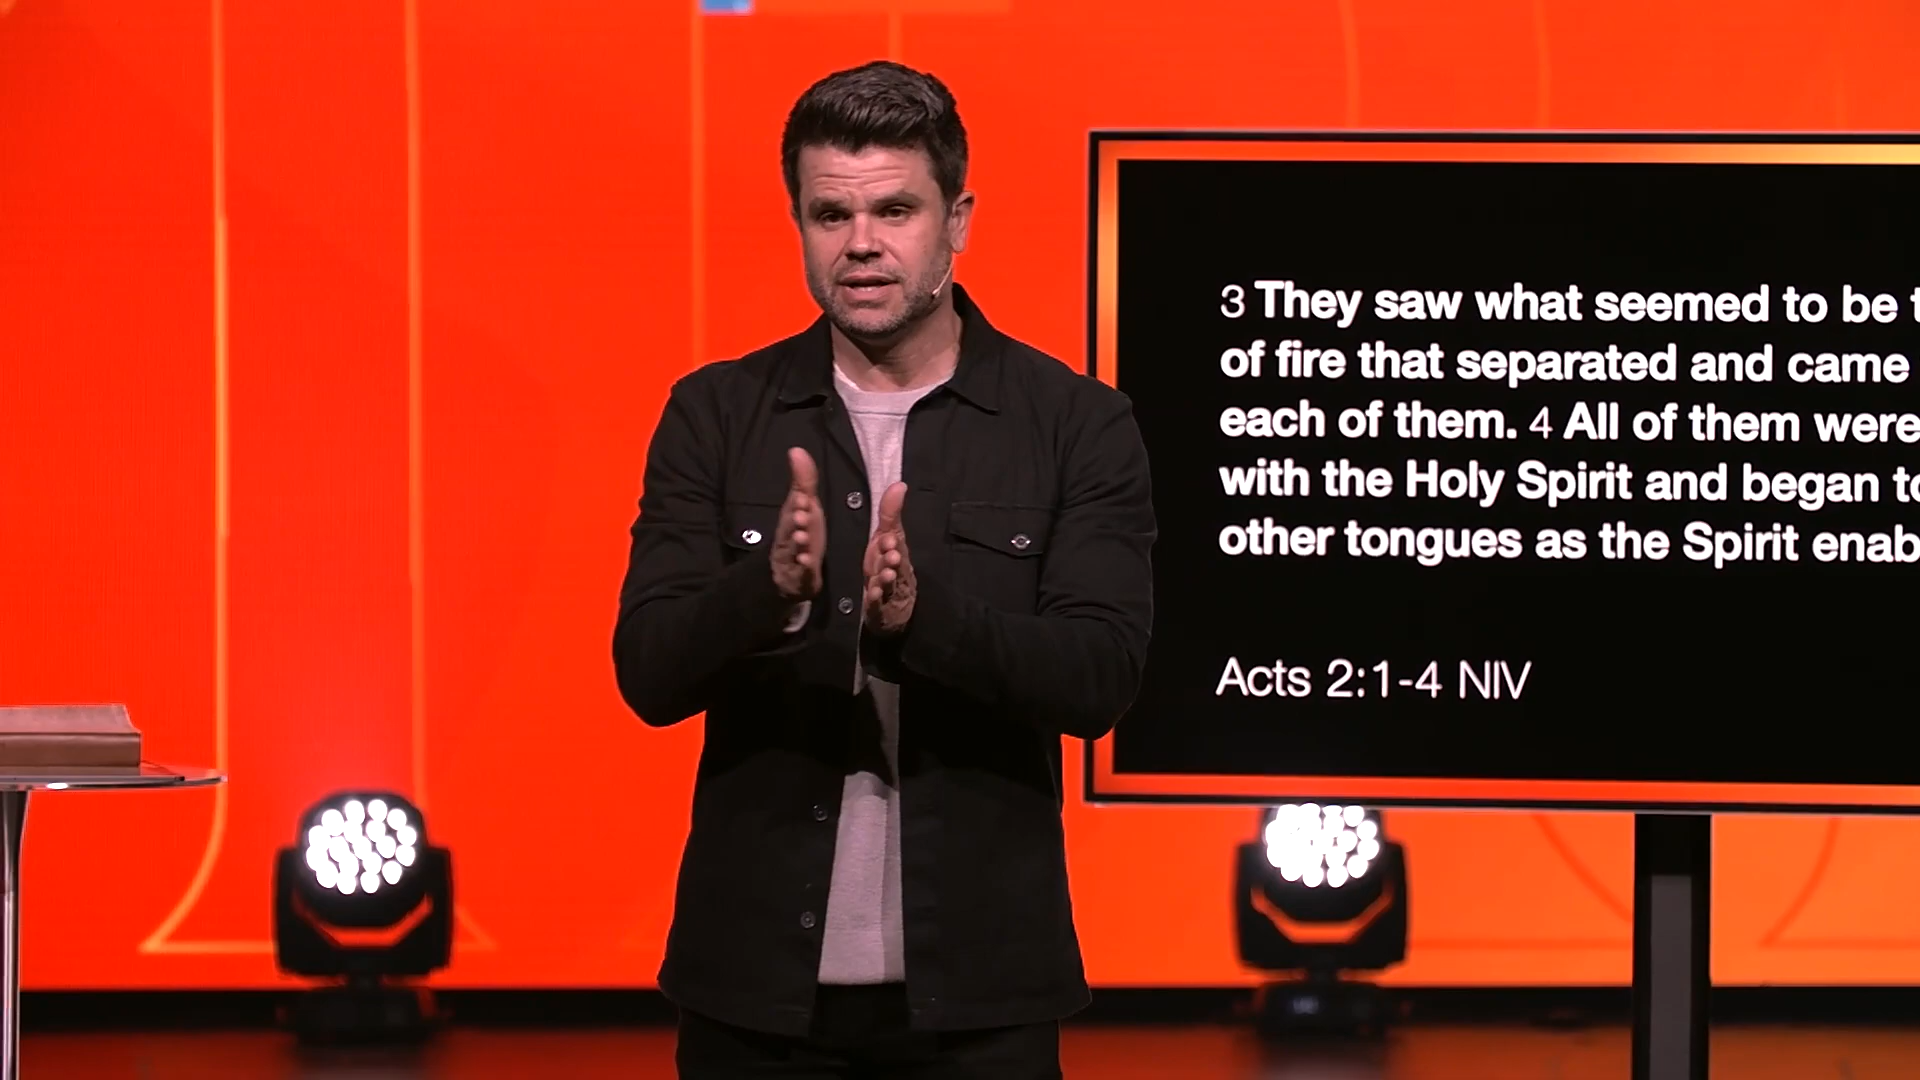 3 They saw what seemed to be
of fire that separated and came
each of them. 4 All of them were
with the Holy Spirit and began
other tongues as the Spirit
Acts 2:1-4 NIV